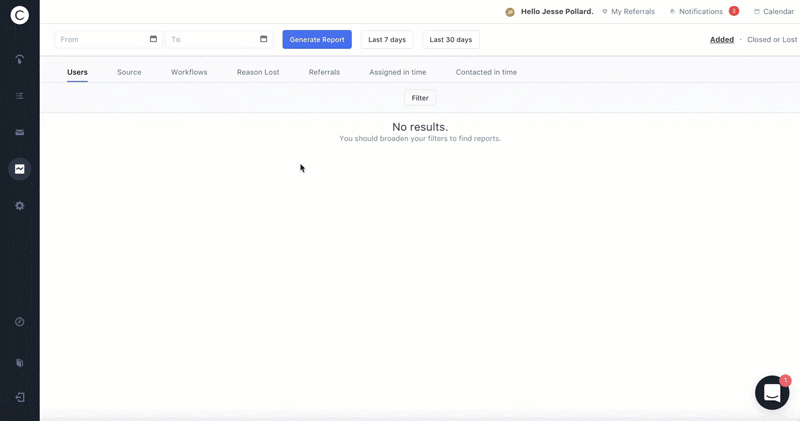 C
JP Hello Jesse Pollard. My Referrals Notifications 3 Calendar
From To Generate Report Last 7 days Last 30 days Added · Closed or Lost
Users Source Workflows Reason Lost Referrals Assigned in time Contacted in time
Filter
No results.
You should broaden your filters to find reports.
1